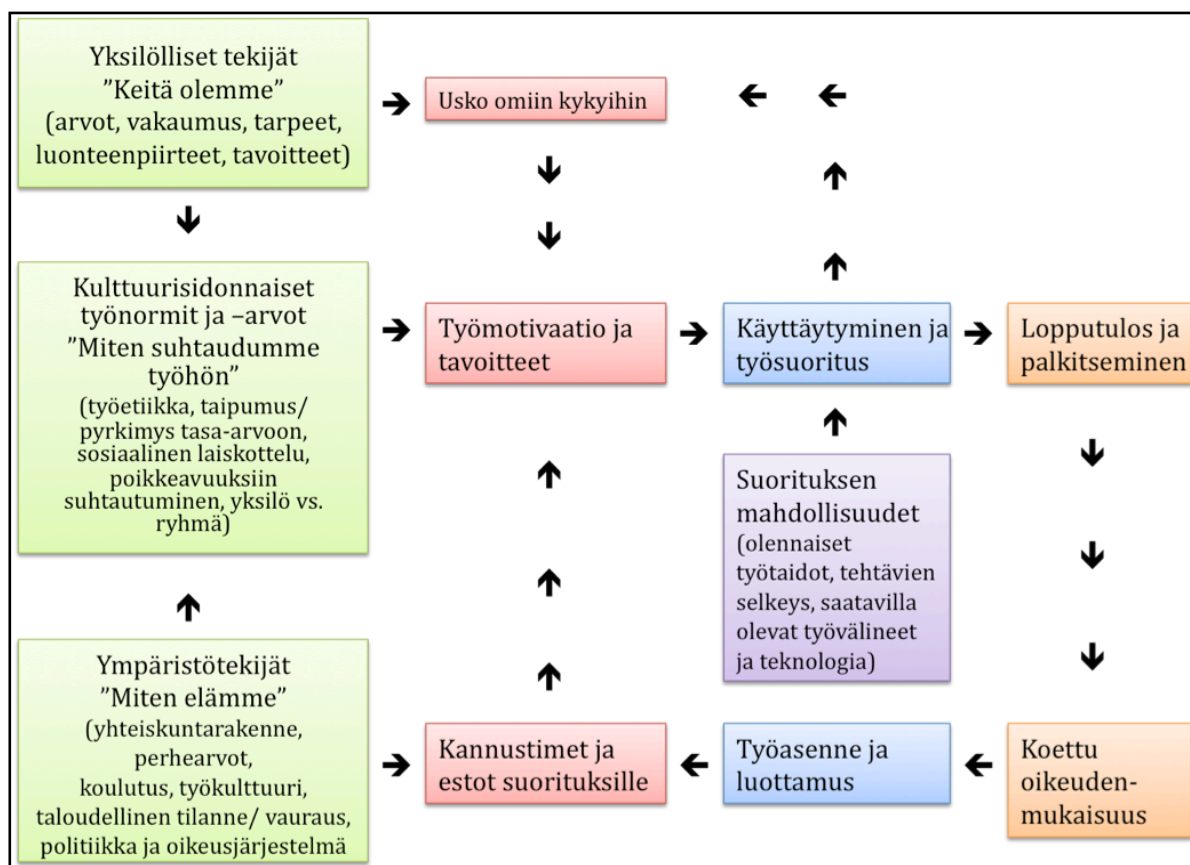 Yksilölliset tekijät
”Keitä olemme”
(arvot, vakaumus, tarpeet,
luonteenpiirteet, tavoitteet)
Usko omiin kykyihin
Kulttuurisidonnaiset
työnormit ja –arvot
”Miten suhtaudumme
työhön”
(työetiikka, taipumus/
pyrkimys tasa-arvoon,
sosiaalinen laiskottelu,
poikkeavuuksiin
suhtautuminen, yksilö vs.
ryhmä)
Työmotivaatio ja
tavoitteet
Käyttäytyminen ja
työsuoritus
Lopputulos ja
palkitseminen
Suorituksen
mahdollisuudet
(olennaiset
työtaidot, tehtävien
selkeys, saatavilla
olevat työvälineet
ja teknologia)
Ympäristötekijät
”Miten elämme”
(yhteiskuntarakenne,
perhearvot,
koulutus, työkulttuuri,
taloudellinen tilanne/ vauraus,
politiikka ja oikeusjärjestelmä
Kannustimet ja
estot suorituksille
Työasenne ja
luottamus
Koettu
oikeuden-
mukaisuus